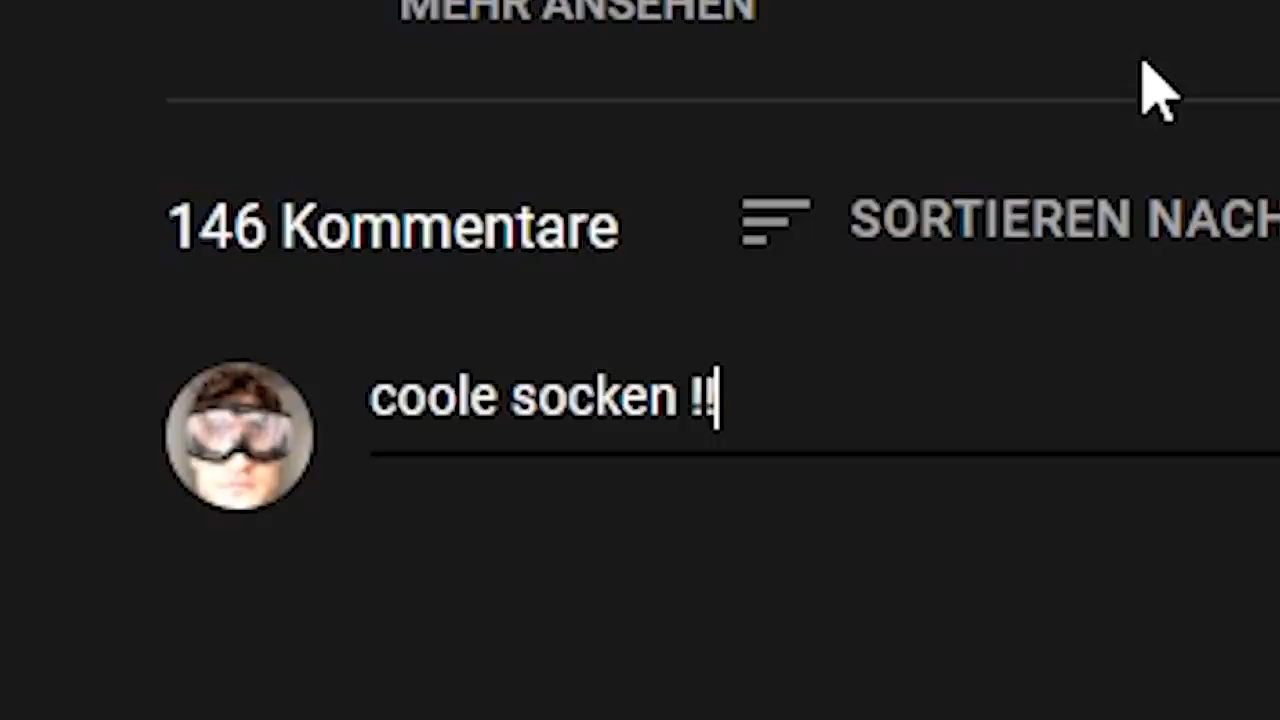 MEHR ANSEHEN
146 Kommentare
SORTIEREN NACH
coole socken !!